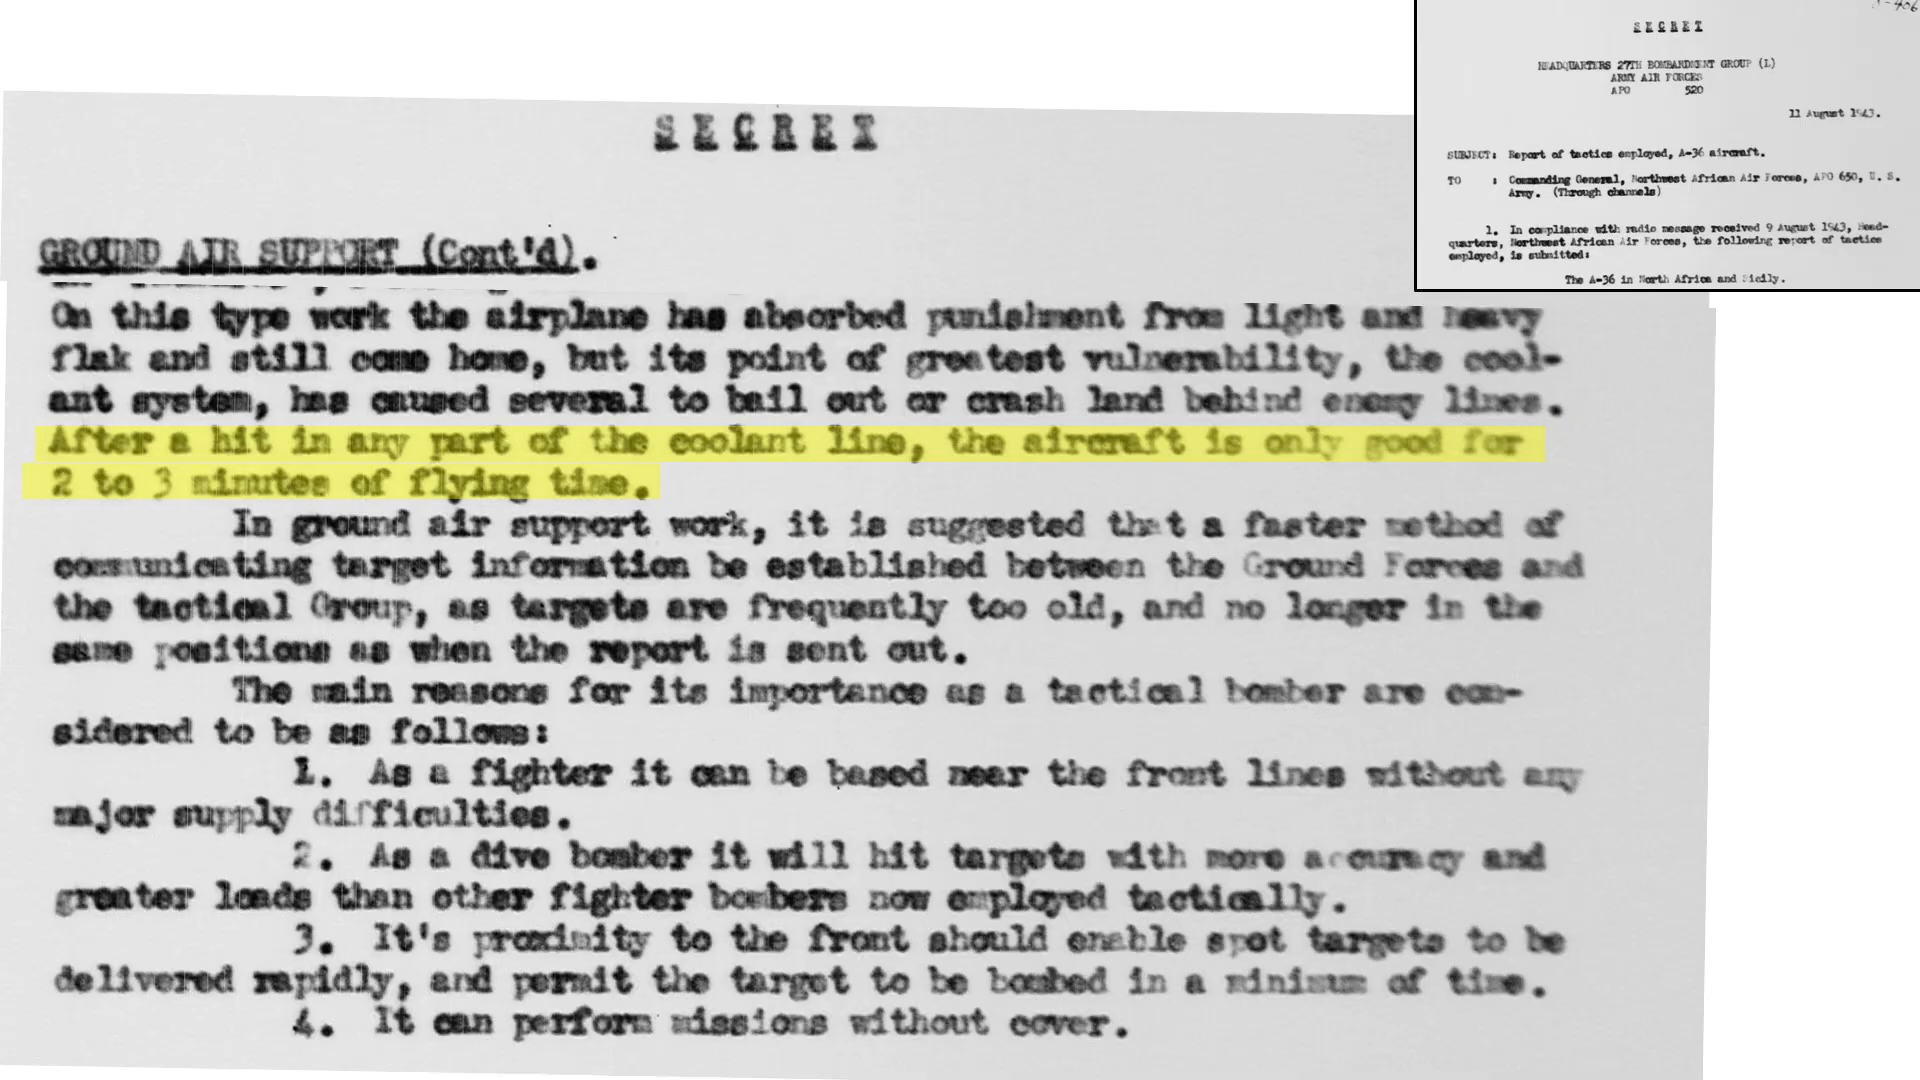 SECRET
GROUND AIR SUPPORT (Cont'd).
On this type work the airplane has absorbed punishment from light and heavy
flak and still come home, but its point of greatest vulnerability, the cool-
ant system, has caused several to bail out or crash land behind enemy lines.
After a hit in any part of the coolant line, the aircraft is only good for
2 to 3 minutes of flying time.
In ground air support work, it is suggested that a faster method of
communicating target information be established between the Ground Forces and
the tactical Group, as targets are frequently too old, and no longer in the
same positions as when the report is sent out.
The main reasons for its importance as a tactical bomber are con-
sidered to be as follows:
1. As a fighter it can be based near the front lines without any
major supply difficulties.
2. As a dive bomber it will hit targets with more accuracy and
greater loads than other fighter bombers now employed tactically.
3. It's proximity to the front should enable spot targets to be
delivered rapidly, and permit the target to be bombed in a minimum of time.
4. It can perform missions without cover.
SECRET
HEADQUARTERS 27TH BOMBARDMENT GROUP (L)
ARMY AIR FORCES
APO 520
11 August 1943.
SUBJECT: Report of tactics employed, A-36 aircraft.
TO : Commanding General, Northwest African Air Forces, APO 650, U. S.
Army. (Through channels)
1. In compliance with radio message received 9 August 1943, Head-
quarters, Northwest African Air Forces, the following report of tactics
employed, is submitted:
The A-36 in North Africa and Sicily.